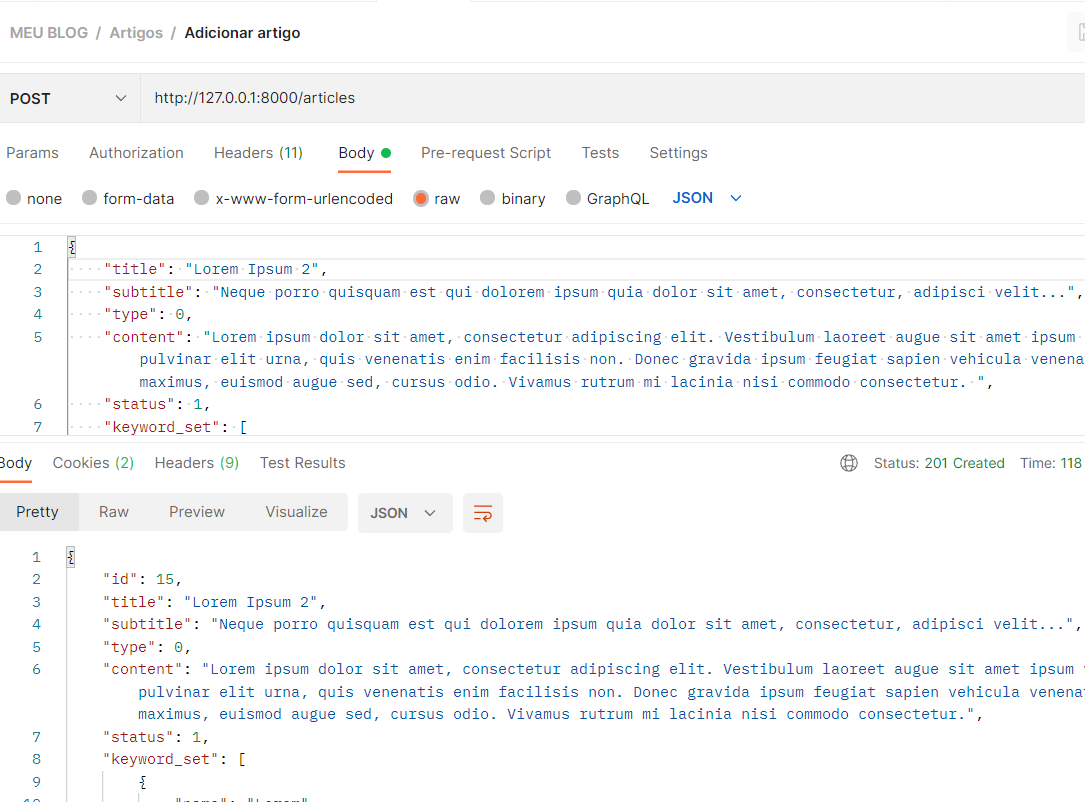 MEU BLOG / Artigos / Adicionar artigo
POST http://127.0.0.1:8000/articles
Params Authorization Headers (11) Body Pre-request Script Tests Settings
none form-data x-www-form-urlencoded raw binary GraphQL JSON
1 {
2 "title": "Lorem Ipsum 2",
3 "subtitle": "Neque porro quisquam est qui dolorem ipsum quia dolor sit amet, consectetur, adipisci velit...",
4 "type": 0,
5 "content": "Lorem ipsum dolor sit amet, consectetur adipiscing elit. Vestibulum laoreet augue sit amet ipsum
pulvinar elit urna, quis venenatis enim facilisis non. Donec gravida ipsum feugiat sapien vehicula venena
maximus, euismod augue sed, cursus odio. Vivamus rutrum mi lacinia nisi commodo consectetur. ",
6 "status": 1,
7 "keyword_set": [
Body Cookies (2) Headers (9) Test Results Status: 201 Created Time: 118
Pretty Raw Preview Visualize JSON
1 {
2 "id": 15,
3 "title": "Lorem Ipsum 2",
4 "subtitle": "Neque porro quisquam est qui dolorem ipsum quia dolor sit amet, consectetur, adipisci velit...",
5 "type": 0,
6 "content": "Lorem ipsum dolor sit amet, consectetur adipiscing elit. Vestibulum laoreet augue sit amet ipsum
pulvinar elit urna, quis venenatis enim facilisis non. Donec gravida ipsum feugiat sapien vehicula venena
maximus, euismod augue sed, cursus odio. Vivamus rutrum mi lacinia nisi commodo consectetur.",
7 "status": 1,
8 "keyword_set": [
9 {